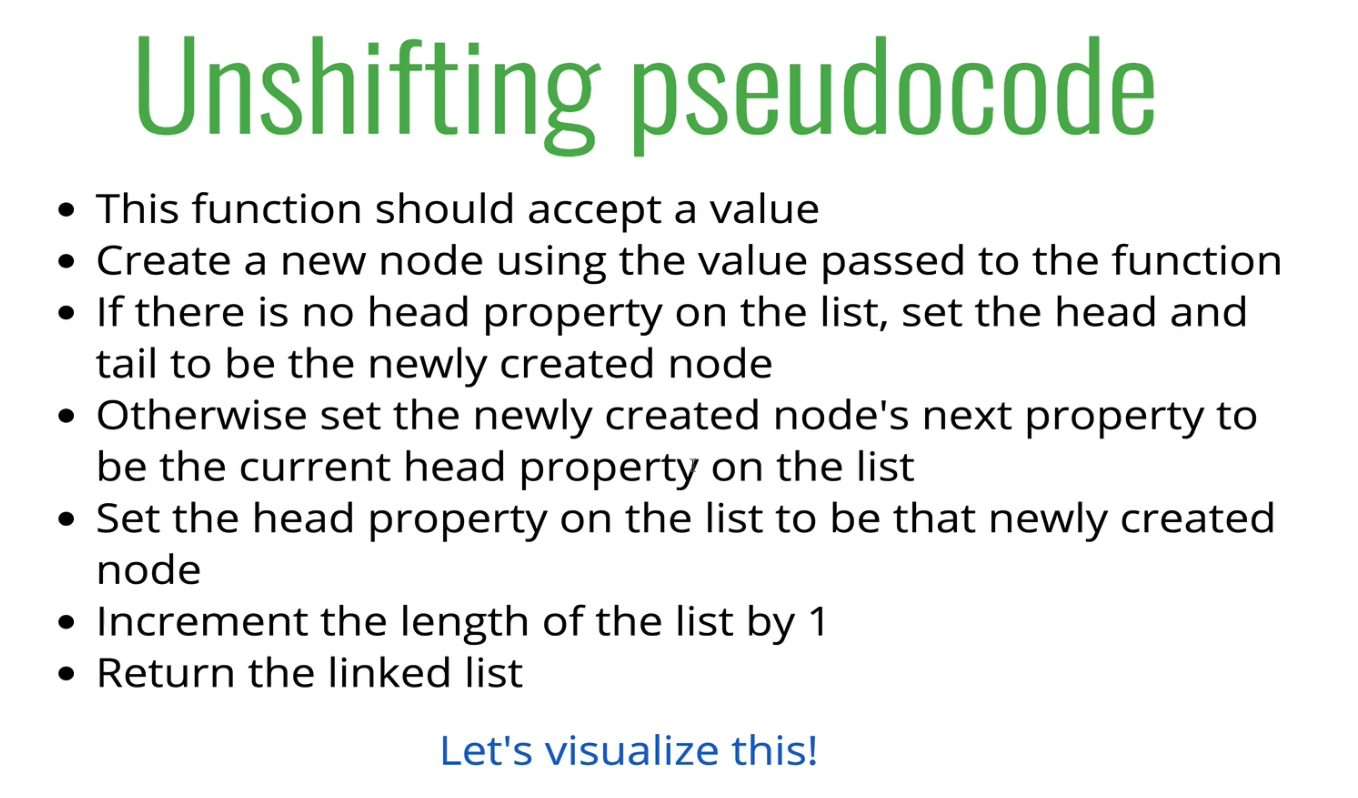 Unshifting pseudocode
• This function should accept a value
• Create a new node using the value passed to the function
• If there is no head property on the list, set the head and
tail to be the newly created node
• Otherwise set the newly created node's next property to
be the current head property on the list
• Set the head property on the list to be that newly created
node
• Increment the length of the list by 1
• Return the linked list
Let's visualize this!